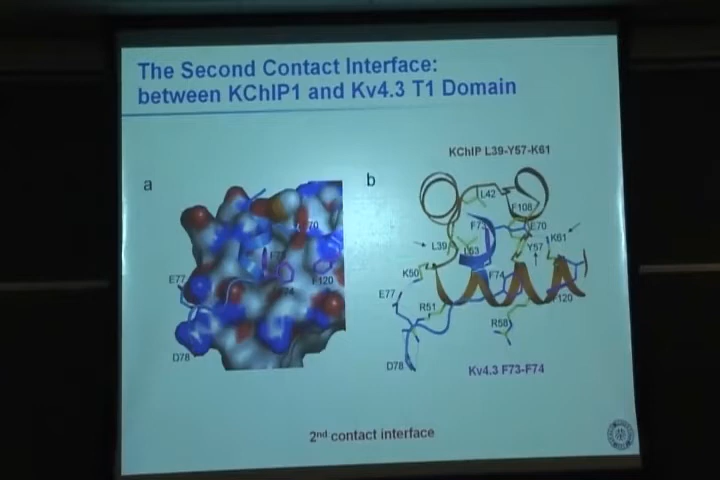 The Second Contact Interface:
between KChIP1 and Kv4.3 T1 Domain
KChIP L39-Y57-K61
a
b
L42
F108
F73
E70
K61
L39
L53
Y57
K50
F74
E77
F120
R51
R58
D78
Kv4.3 F73-F74
E77
F120
D78
2nd contact interface